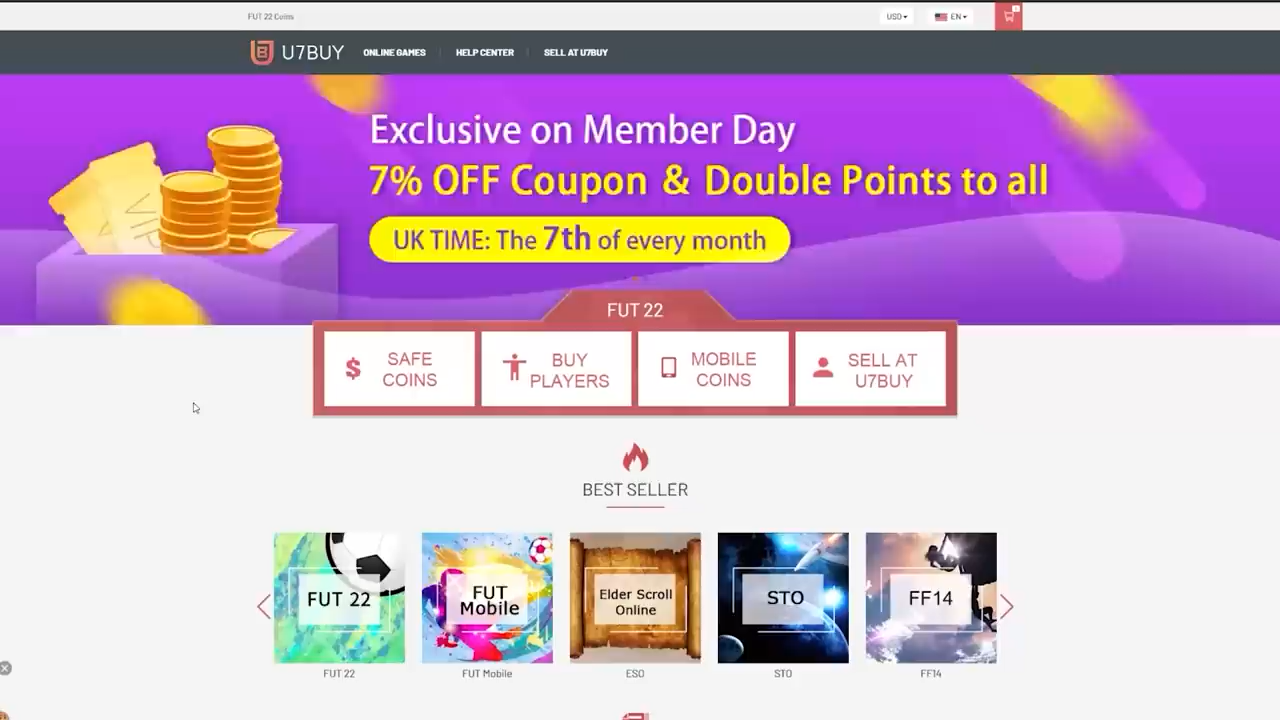 FUT 22 Coins
USD
EN
U7BUY
ONLINE GAMES
HELP CENTER
SELL AT U7BUY
Exclusive on Member Day
7% OFF Coupon & Double Points to all
UK TIME: The 7th of every month
FUT 22
SAFE
COINS
BUY
PLAYERS
MOBILE
COINS
SELL AT
U7BUY
BEST SELLER
FUT 22
FUT
Mobile
Elder Scroll
Online
STO
FF14
FUT 22
FUT Mobile
ESO
STO
FF14